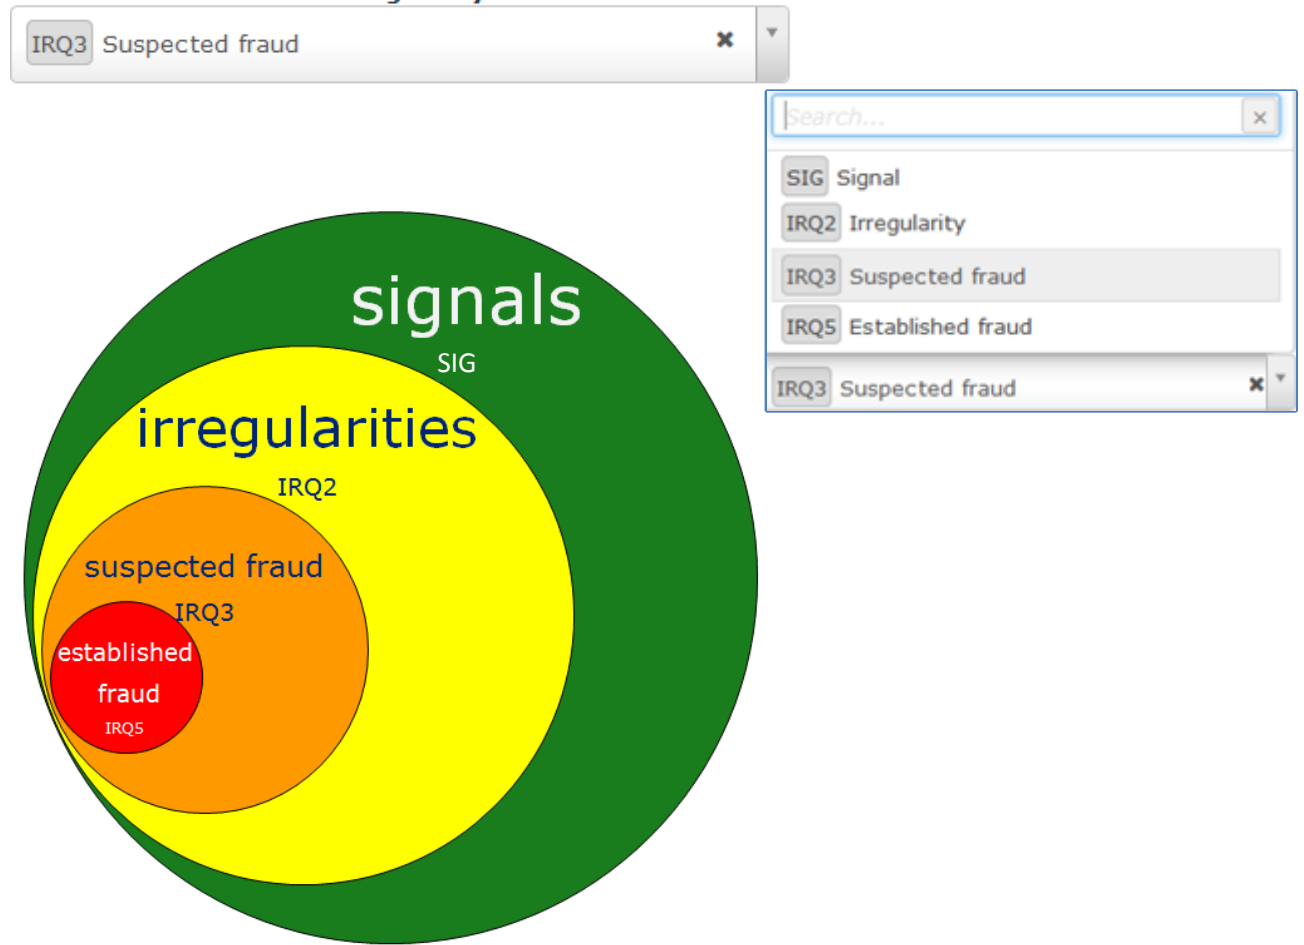 IRQ3 Suspected fraud
Search...
SIG Signal
IRQ2 Irregularity
IRQ3 Suspected fraud
IRQ5 Established fraud
IRQ3 Suspected fraud
signals
SIG
irregularities
IRQ2
suspected fraud
IRQ3
established
fraud
IRQ5